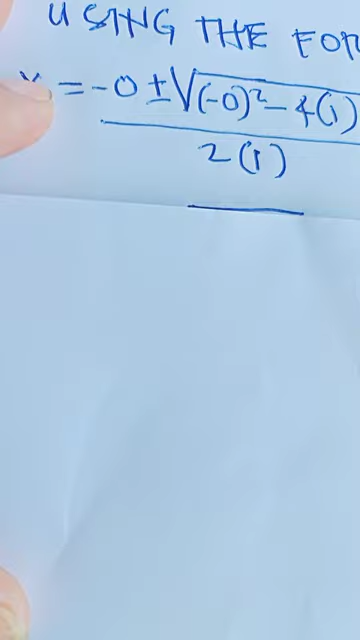 USING THE FOR
x = -0 ± √(-0)² - 4(1)
2(1)